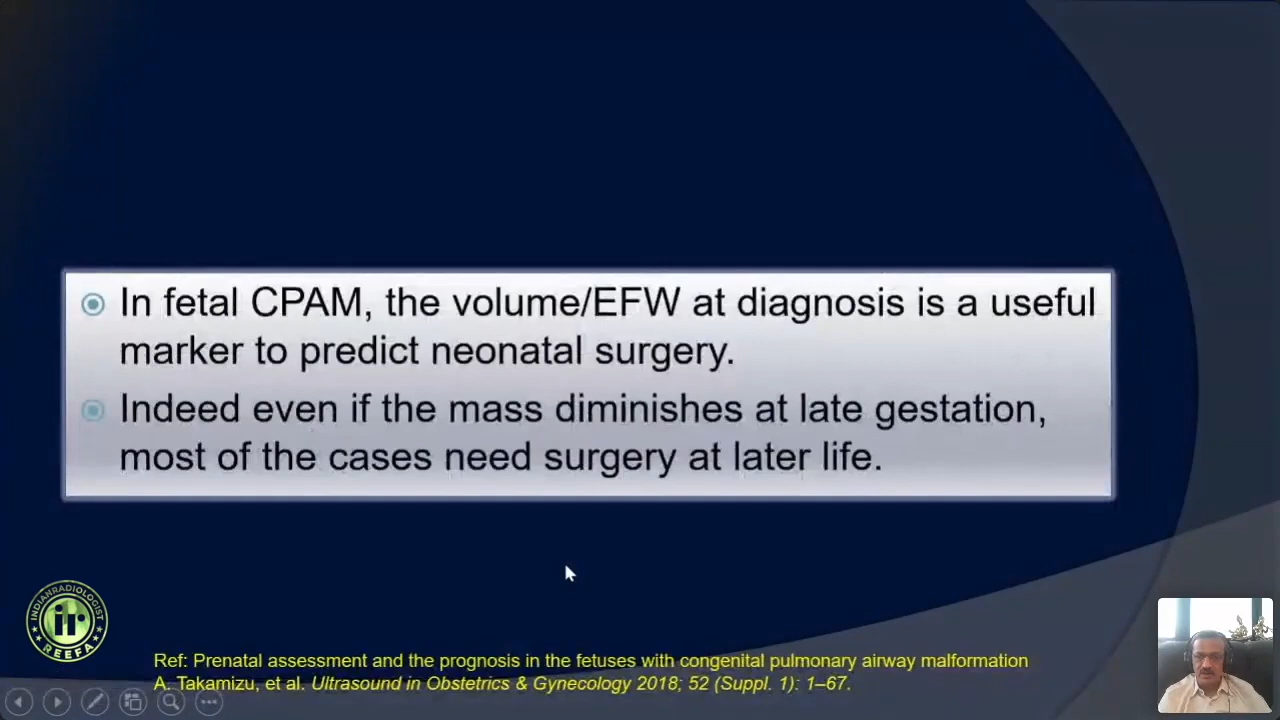 In fetal CPAM, the volume/EFW at diagnosis is a useful
marker to predict neonatal surgery.
Indeed even if the mass diminishes at late gestation,
most of the cases need surgery at later life.
INDIANRADIOLOGIST
ir
REEFA
Ref: Prenatal assessment and the prognosis in the fetuses with congenital pulmonary airway malformation
A. Takamizu, et al. Ultrasound in Obstetrics & Gynecology 2018; 52 (Suppl. 1): 1–67.